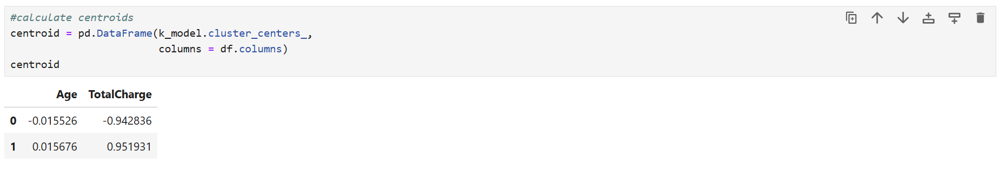 #calculate centroids
centroid = pd.DataFrame(k_model.cluster_centers_,
                        columns = df.columns)
centroid
Age TotalCharge
0 -0.015526 -0.942836
1 0.015676 0.951931